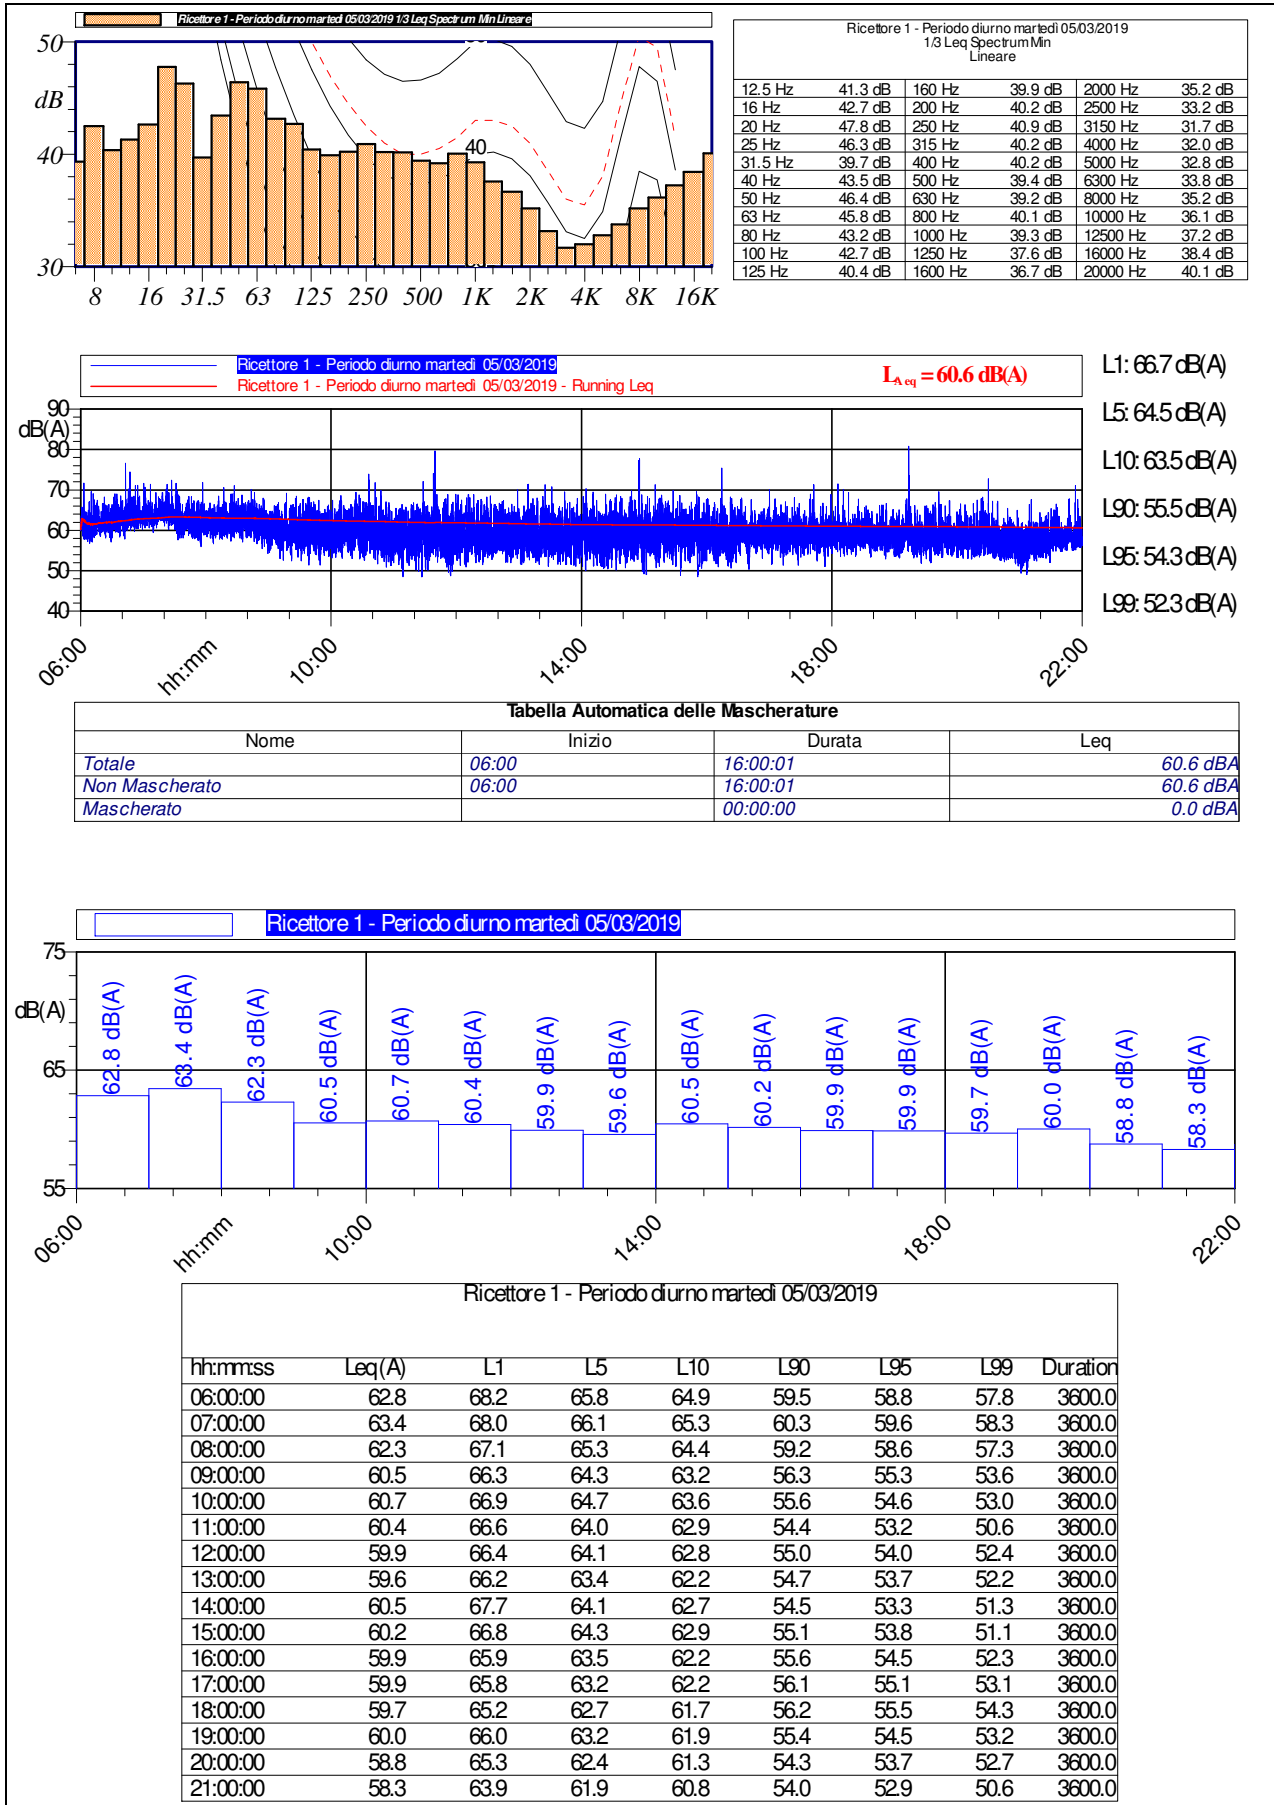 Ricettore 1 - Periodo diurno martedì 05/03/2019 1/3 Leq Spectrum Min Lineare
50
dB
40
30
40
8 16 31.5 63 125 250 500 1K 2K 4K 8K 16K
Ricettore 1 - Periodo diurno martedì 05/03/2019
1/3 Leq Spectrum Min
Lineare
12.5 Hz 41.3 dB 160 Hz 39.9 dB 2000 Hz 35.2 dB
16 Hz 42.7 dB 200 Hz 40.2 dB 2500 Hz 33.2 dB
20 Hz 47.8 dB 250 Hz 40.9 dB 3150 Hz 31.7 dB
25 Hz 46.3 dB 315 Hz 40.2 dB 4000 Hz 32.0 dB
31.5 Hz 39.7 dB 400 Hz 40.2 dB 5000 Hz 32.8 dB
40 Hz 43.5 dB 500 Hz 39.4 dB 6300 Hz 33.8 dB
50 Hz 46.4 dB 630 Hz 39.2 dB 8000 Hz 35.2 dB
63 Hz 45.8 dB 800 Hz 40.1 dB 10000 Hz 36.1 dB
80 Hz 43.2 dB 1000 Hz 39.3 dB 12500 Hz 37.2 dB
100 Hz 42.7 dB 1250 Hz 37.6 dB 16000 Hz 38.4 dB
125 Hz 40.4 dB 1600 Hz 36.7 dB 20000 Hz 40.1 dB
Ricettore 1 - Periodo diurno martedì 05/03/2019
Ricettore 1 - Periodo diurno martedì 05/03/2019 - Running Leq
LA eq = 60.6 dB(A)
L1: 66.7 dB(A)
L5: 64.5 dB(A)
L10: 63.5 dB(A)
L90: 55.5 dB(A)
L95: 54.3 dB(A)
L99: 52.3 dB(A)
90
dB(A)
80
70
60
50
40
06:00 hh:mm 10:00 14:00 18:00 22:00
Tabella Automatica delle Mascherature
Nome Inizio Durata Leq
Totale 06:00 16:00:01 60.6 dBA
Non Mascherato 06:00 16:00:01 60.6 dBA
Mascherato 00:00:00 0.0 dBA
Ricettore 1 - Periodo diurno martedì 05/03/2019
75
dB(A)
65
55
62.8 dB(A) 63.4 dB(A) 62.3 dB(A) 60.5 dB(A) 60.7 dB(A) 60.4 dB(A) 59.9 dB(A) 59.6 dB(A) 60.5 dB(A) 60.2 dB(A) 59.9 dB(A) 59.9 dB(A) 59.7 dB(A) 60.0 dB(A) 58.8 dB(A) 58.3 dB(A)
06:00 hh:mm 10:00 14:00 18:00 22:00
Ricettore 1 - Periodo diurno martedì 05/03/2019
hh:mm:ss Leq(A) L1 L5 L10 L90 L95 L99 Duration
06:00:00 62.8 68.2 65.8 64.9 59.5 58.8 57.8 3600.0
07:00:00 63.4 68.0 66.1 65.3 60.3 59.6 58.3 3600.0
08:00:00 62.3 67.1 65.3 64.4 59.2 58.6 57.3 3600.0
09:00:00 60.5 66.3 64.3 63.2 56.3 55.3 53.6 3600.0
10:00:00 60.7 66.9 64.7 63.6 55.6 54.6 53.0 3600.0
11:00:00 60.4 66.6 64.0 62.9 54.4 53.2 50.6 3600.0
12:00:00 59.9 66.4 64.1 62.8 55.0 54.0 52.4 3600.0
13:00:00 59.6 66.2 63.4 62.2 54.7 53.7 52.2 3600.0
14:00:00 60.5 67.7 64.1 62.7 54.5 53.3 51.3 3600.0
15:00:00 60.2 66.8 64.3 62.9 55.1 53.8 51.1 3600.0
16:00:00 59.9 65.9 63.5 62.2 55.6 54.5 52.3 3600.0
17:00:00 59.9 65.8 63.2 62.2 56.1 55.1 53.1 3600.0
18:00:00 59.7 65.2 62.7 61.7 56.2 55.5 54.3 3600.0
19:00:00 60.0 66.0 63.2 61.9 55.4 54.5 53.2 3600.0
20:00:00 58.8 65.3 62.4 61.3 54.3 53.7 52.7 3600.0
21:00:00 58.3 63.9 61.9 60.8 54.0 52.9 50.6 3600.0